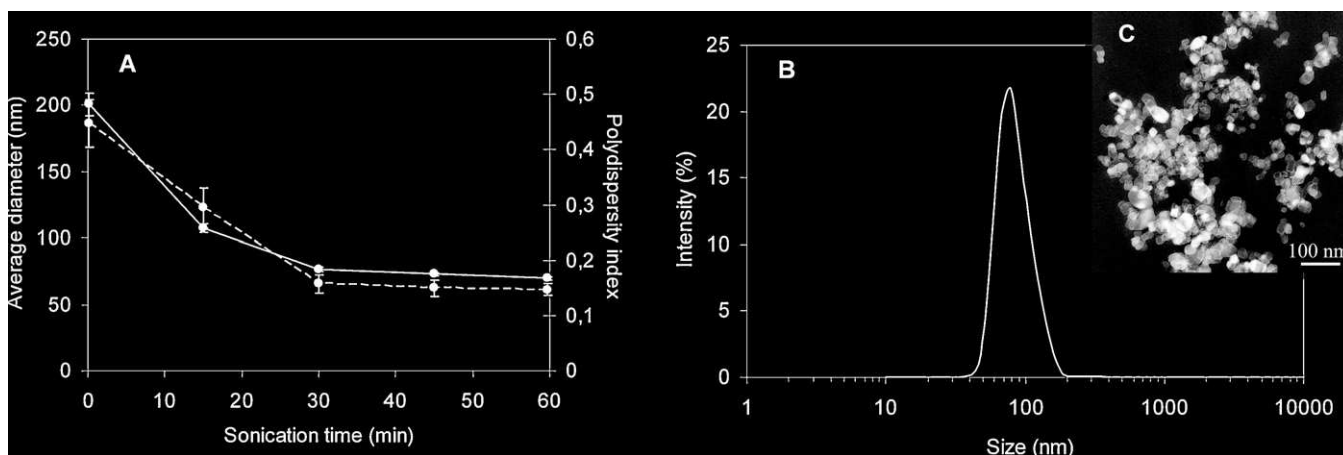 A
250
200
150
100
50
0
Average diameter (nm)
0,6
0,5
0,4
0,3
0,2
0,1
0
Polydispersity index
0 10 20 30 40 50 60
Sonication time (min)
B
25
20
15
10
5
0
Intensity (%)
1 10 100 1000 10000
Size (nm)
C
100 nm